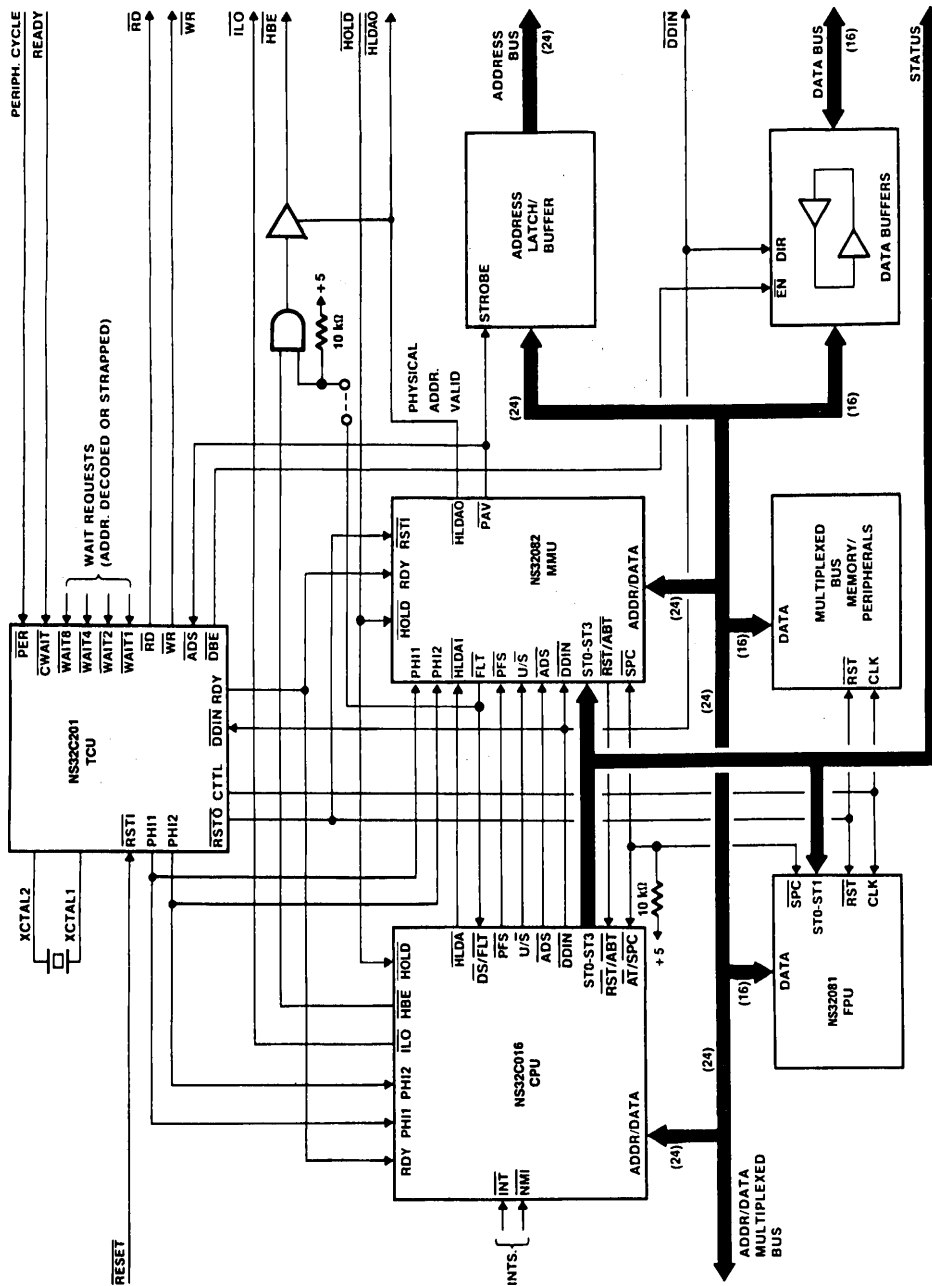 PERIPH. CYCLE
READY
RD
WR
ILO
HBE
HOLD
HLDAO
ADDRESS
BUS
(24)
DDIN
DATA BUS
(16)
STATUS
WAIT REQUESTS
(ADDR. DECODED OR STRAPPED)
+5
10 kΩ
PHYSICAL
ADDR.
VALID
STROBE
ADDRESS
LATCH/
BUFFER
EN
DIR
DATA BUFFERS
(24)
(16)
XCTAL2
XCTAL1
NS32C201
TCU
PER
CWAIT
WAIT8
WAIT4
WAIT2
WAIT1
RD
WR
ADS
DBE
RSTI
PHI1
PHI2
RSTO
CTTL
DDIN
RDY
NS32082
MMU
HOLD
RDY
RSTI
PHI1
PHI2
HLDAI
FLT
PFS
U/S
ADS
DDIN
ST0-ST3
RST/ABT
SPC
HLDAO
PAV
ADDR/DATA
(24)
NS32C016
CPU
RDY
PHI1
PHI2
ILO
HBE
HOLD
HLDA
DS/FLT
PFS
U/S
ADS
DDIN
ST0-ST3
RST/ABT
AT/SPC
INT
NMI
ADDR/DATA
(24)
INTS.
RESET
10 kΩ
+5
MULTIPLEXED
BUS
MEMORY/
PERIPHERALS
DATA
RST
CLK
(16)
(24)
NS32081
FPU
DATA
SPC
ST0-ST1
RST
CLK
(16)
(24)
ADDR/DATA
MULTIPLEXED
BUS